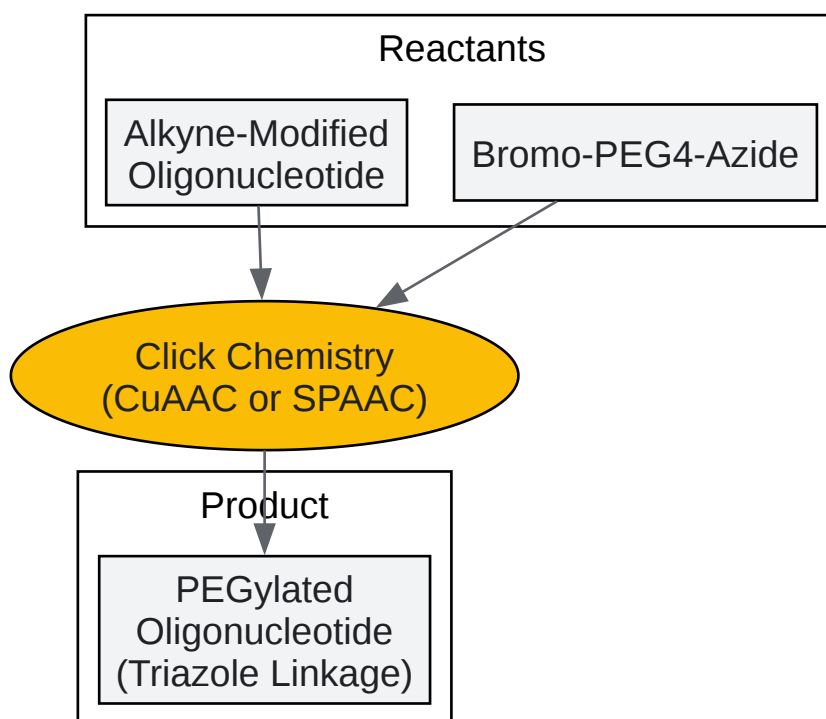 Reactants
Alkyne-Modified
Oligonucleotide
Bromo-PEG4-Azide
Click Chemistry
(CuAAC or SPAAC)
Product
PEGylated
Oligonucleotide
(Triazole Linkage)